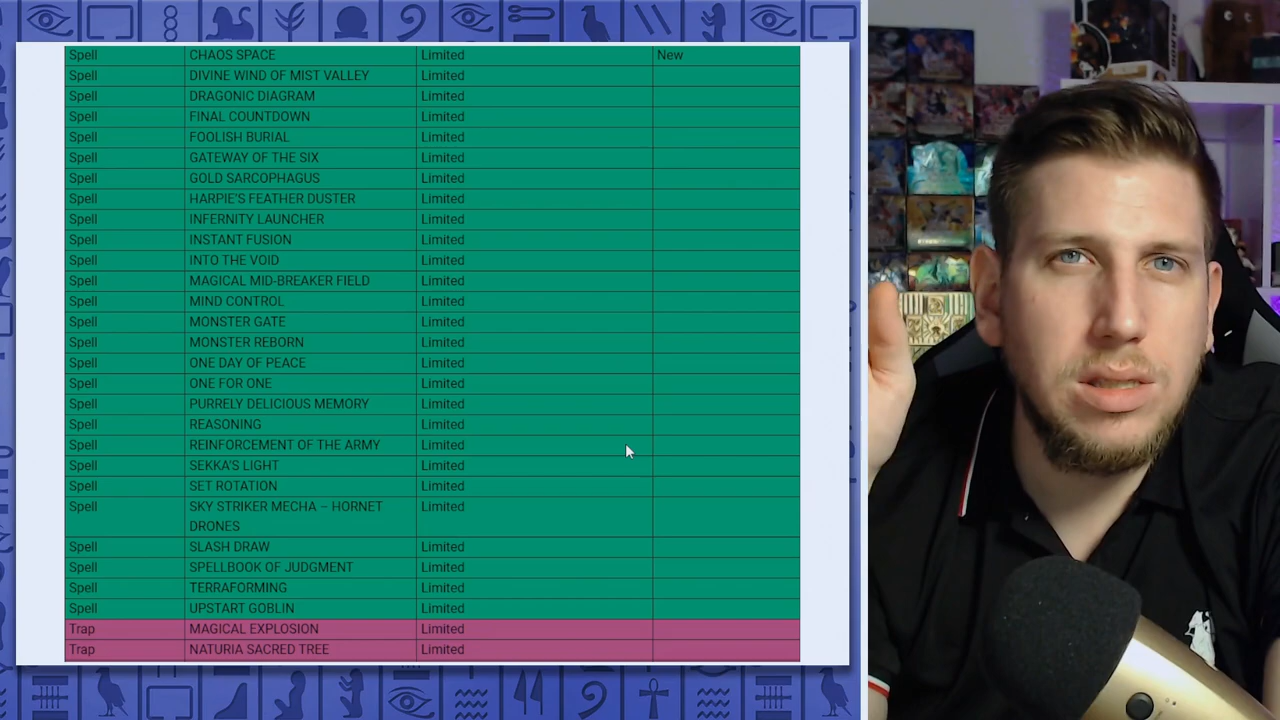 Spell CHAOS SPACE Limited New
Spell DIVINE WIND OF MIST VALLEY Limited
Spell DRAGONIC DIAGRAM Limited
Spell FINAL COUNTDOWN Limited
Spell FOOLISH BURIAL Limited
Spell GATEWAY OF THE SIX Limited
Spell GOLD SARCOPHAGUS Limited
Spell HARPIE'S FEATHER DUSTER Limited
Spell INFERNITY LAUNCHER Limited
Spell INSTANT FUSION Limited
Spell INTO THE VOID Limited
Spell MAGICAL MID-BREAKER FIELD Limited
Spell MIND CONTROL Limited
Spell MONSTER GATE Limited
Spell MONSTER REBORN Limited
Spell ONE DAY OF PEACE Limited
Spell ONE FOR ONE Limited
Spell PURRELY DELICIOUS MEMORY Limited
Spell REASONING Limited
Spell REINFORCEMENT OF THE ARMY Limited
Spell SEKKA'S LIGHT Limited
Spell SET ROTATION Limited
Spell SKY STRIKER MECHA – HORNET Limited
DRONES
Spell SLASH DRAW Limited
Spell SPELLBOOK OF JUDGMENT Limited
Spell TERRAFORMING Limited
Spell UPSTART GOBLIN Limited
Trap MAGICAL EXPLOSION Limited
Trap NATURIA SACRED TREE Limited